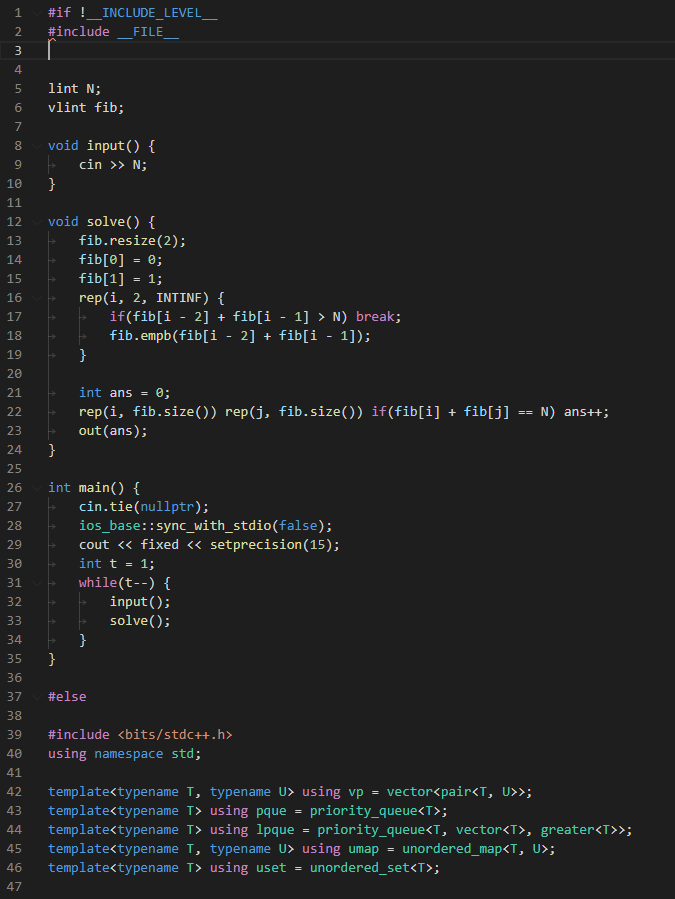 1 #if !__INCLUDE_LEVEL__
2 #include __FILE__
3
4
5 lint N;
6 vlint fib;
7
8 void input() {
9 cin >> N;
10 }
11
12 void solve() {
13 fib.resize(2);
14 fib[0] = 0;
15 fib[1] = 1;
16 rep(i, 2, INTINF) {
17 if(fib[i - 2] + fib[i - 1] > N) break;
18 fib.empb(fib[i - 2] + fib[i - 1]);
19 }
20
21 int ans = 0;
22 rep(i, fib.size()) rep(j, fib.size()) if(fib[i] + fib[j] == N) ans++;
23 out(ans);
24 }
25
26 int main() {
27 cin.tie(nullptr);
28 ios_base::sync_with_stdio(false);
29 cout << fixed << setprecision(15);
30 int t = 1;
31 while(t--) {
32 input();
33 solve();
34 }
35 }
36
37 #else
38
39 #include <bits/stdc++.h>
40 using namespace std;
41
42 template<typename T, typename U> using vp = vector<pair<T, U>>;
43 template<typename T> using pque = priority_queue<T>;
44 template<typename T> using lpque = priority_queue<T, vector<T>, greater<T>>;
45 template<typename T, typename U> using umap = unordered_map<T, U>;
46 template<typename T> using uset = unordered_set<T>;
47